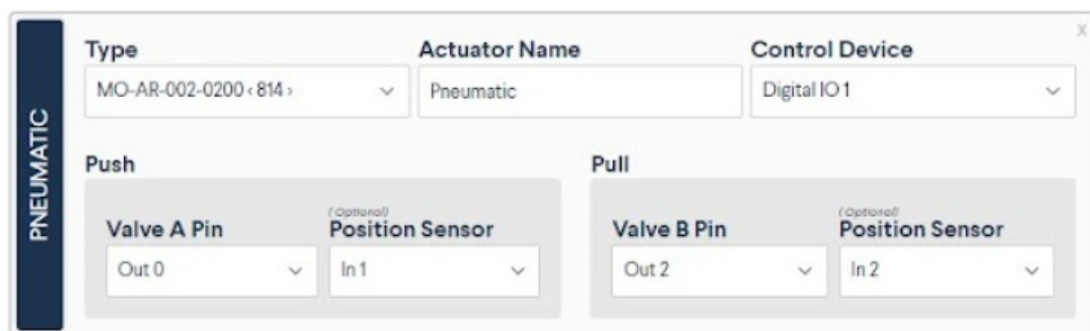 X
PNEUMATIC
Type Actuator Name Control Device
MO-AR-002-0200 ‹ 814 › Pneumatic Digital IO 1
Push Pull
(Optional) (Optional)
Valve A Pin Position Sensor Valve B Pin Position Sensor
Out 0 In 1 Out 2 In 2